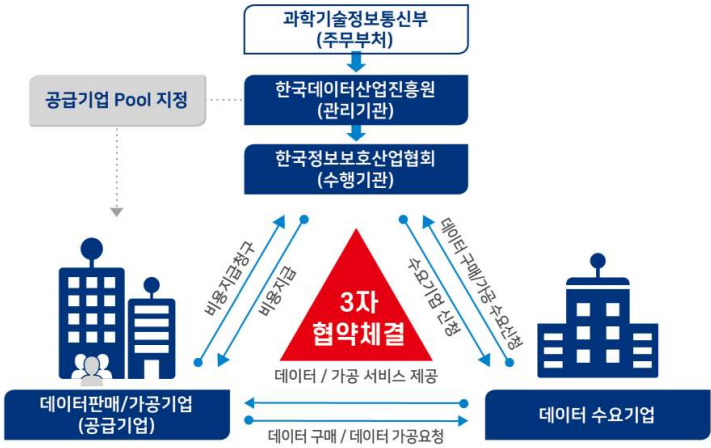 과학기술정보통신부
(주무부처)
공급기업 Pool 지정
한국데이터산업진흥원
(관리기관)
한국정보보호산업협회
(수행기관)
비용지급청구
비용지급
3자
협약체결
수요기업 신청
데이터 구매/가공 수요신청
데이터 / 가공 서비스 제공
데이터판매/가공기업
(공급기업)
데이터 수요기업
데이터 구매 / 데이터 가공요청